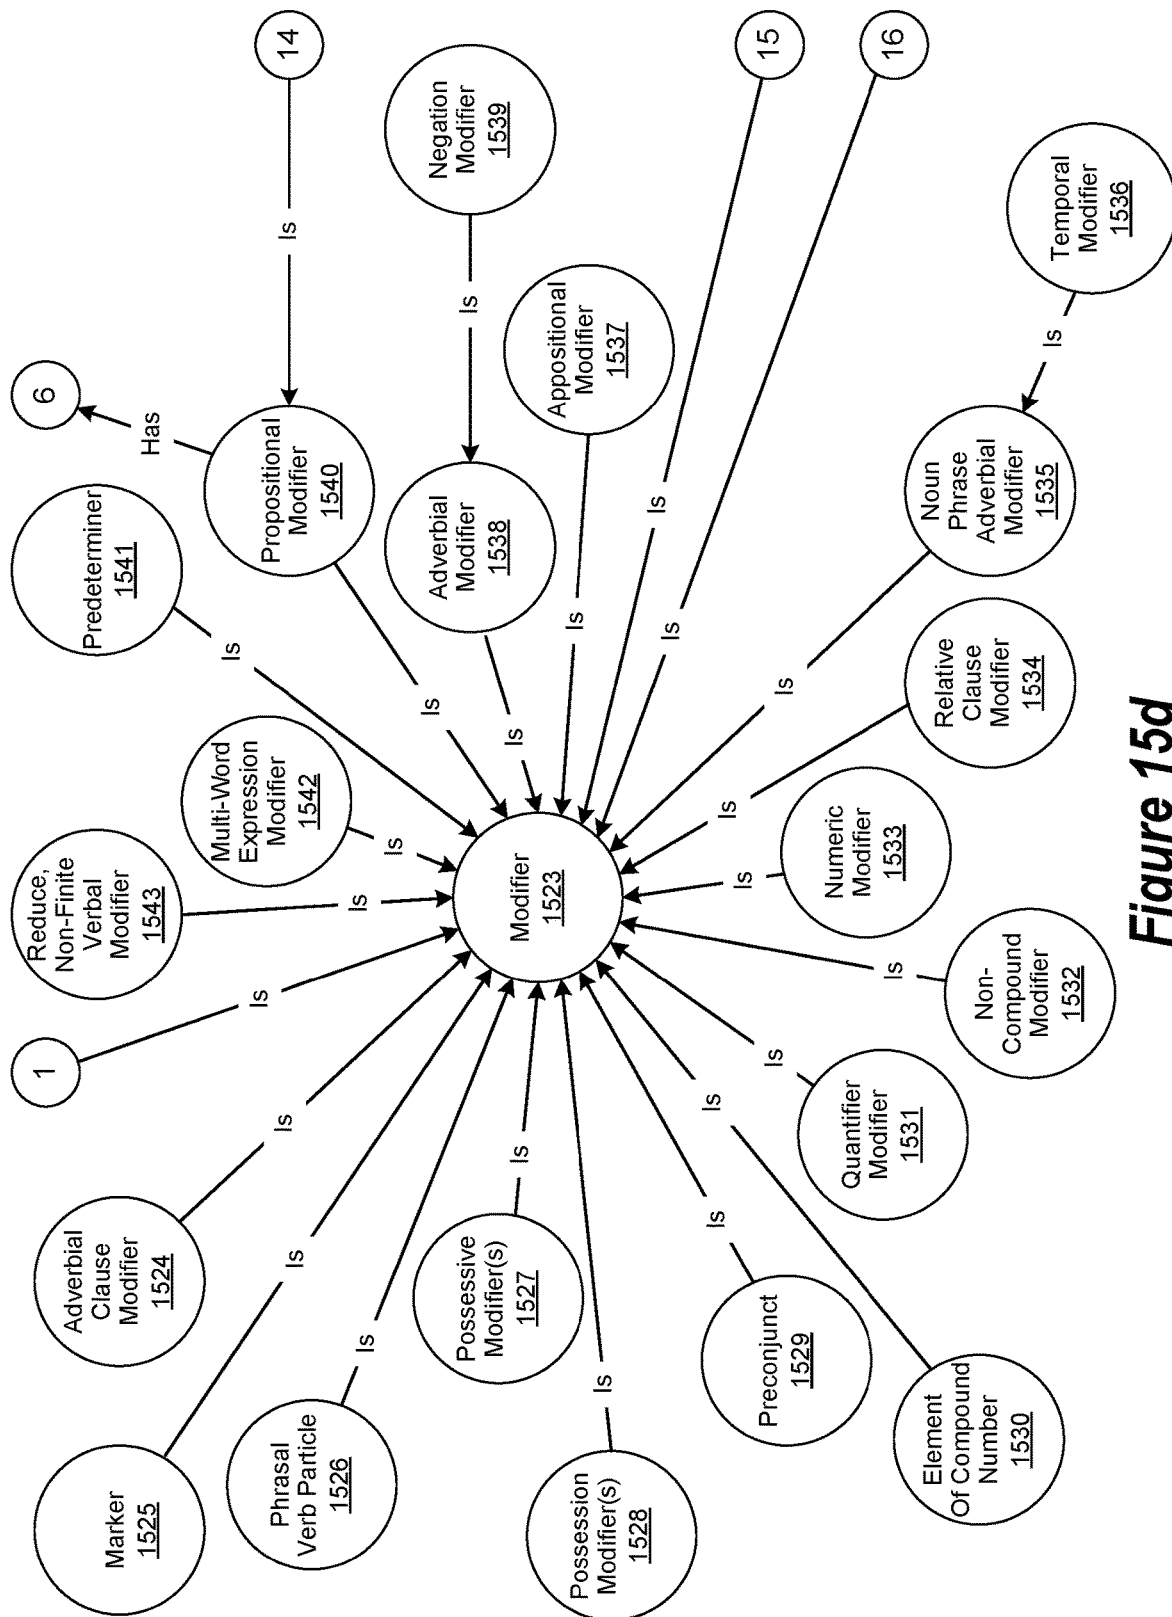 1
Is
Reduce,
Non-Finite
Verbal
Modifier
1543
Is
Multi-Word
Expression
Modifier
1542
Is
Predeterminer
1541
Is
6
Has
Propositional
Modifier
1540
Is
14
Is
Adverbial
Modifier
1538
Is
Negation
Modifier
1539
Is
Appositional
Modifier
1537
Is
15
Is
16
Is
Adverbial
Clause
Modifier
1524
Is
Marker
1525
Is
Phrasal
Verb Particle
1526
Is
Possessive
Modifier(s)
1527
Is
Possession
Modifier(s)
1528
Is
Modifier
1523
Preconjunct
1529
Is
Element
Of Compound
Number
1530
Is
Quantifier
Modifier
1531
Is
Non-
Compound
Modifier
1532
Is
Numeric
Modifier
1533
Is
Relative
Clause
Modifier
1534
Is
Noun
Phrase
Adverbial
Modifier
1535
Is
Temporal
Modifier
1536
Is
Figure 15d